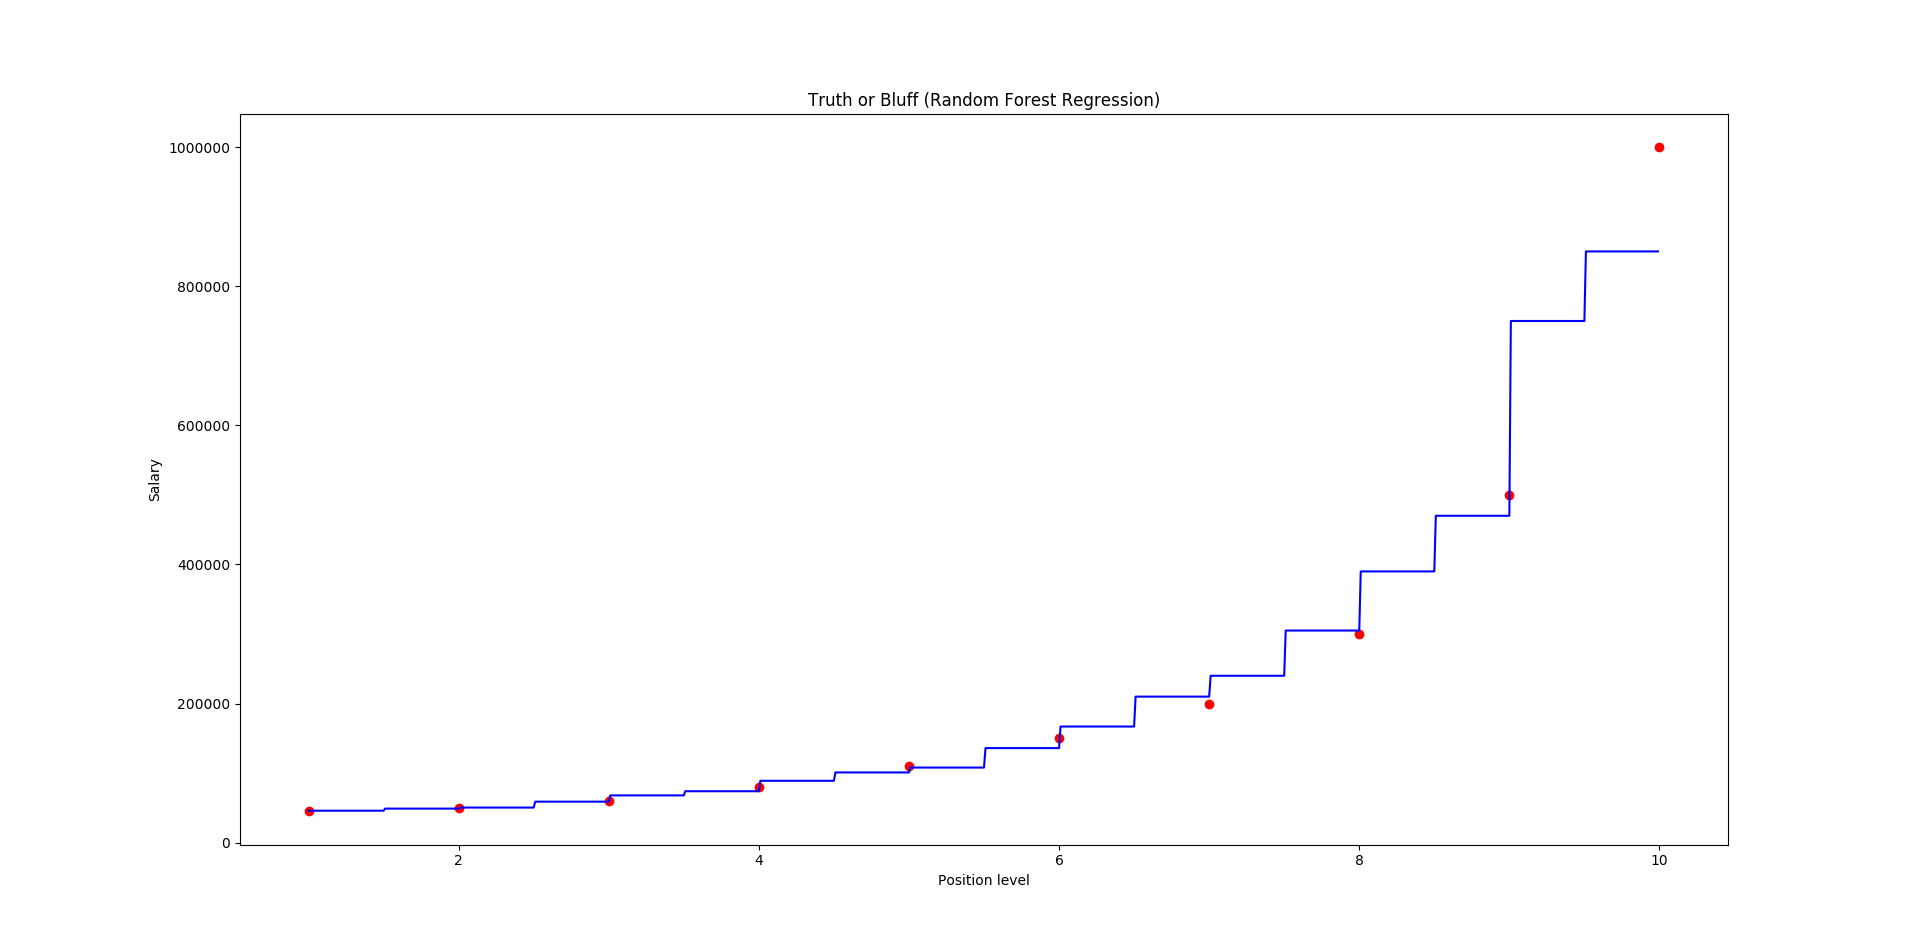 Truth or Bluff (Random Forest Regression)
1000000
800000
600000
400000
200000
0
Salary
2 4 6 8 10
Position level